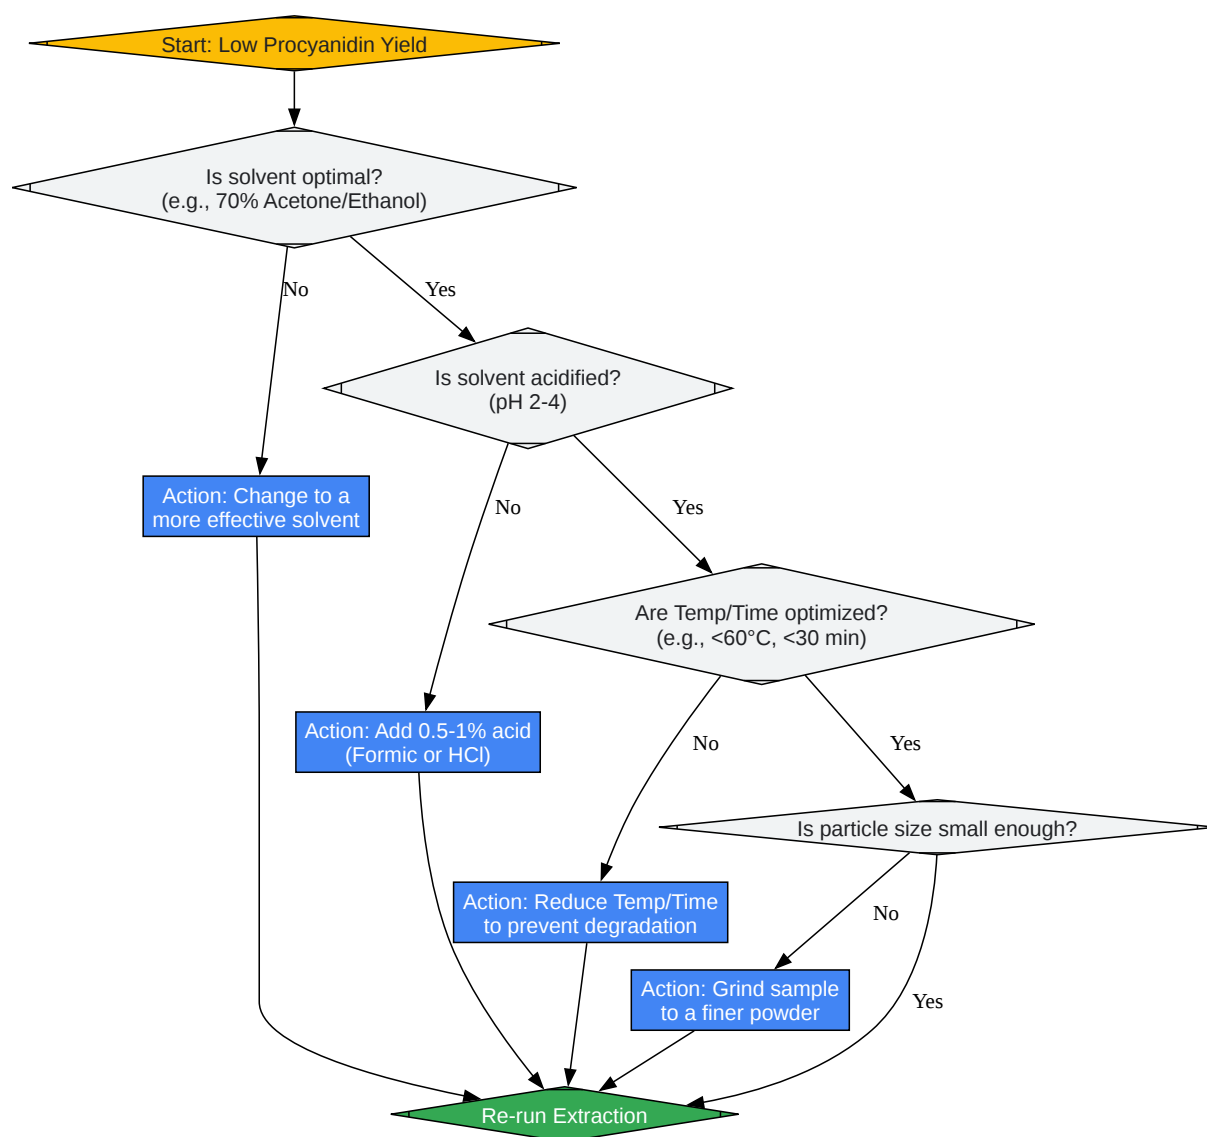 Start: Low Procyanidin Yield
Is solvent optimal?
(e.g., 70% Acetone/Ethanol)
No
Yes
Is solvent acidified?
(pH 2-4)
Action: Change to a
more effective solvent
No
Yes
Are Temp/Time optimized?
(e.g., <60°C, <30 min)
Action: Add 0.5-1% acid
(Formic or HCl)
No
Yes
Is particle size small enough?
Action: Reduce Temp/Time
to prevent degradation
No
Action: Grind sample
to a finer powder
Yes
Re-run Extraction